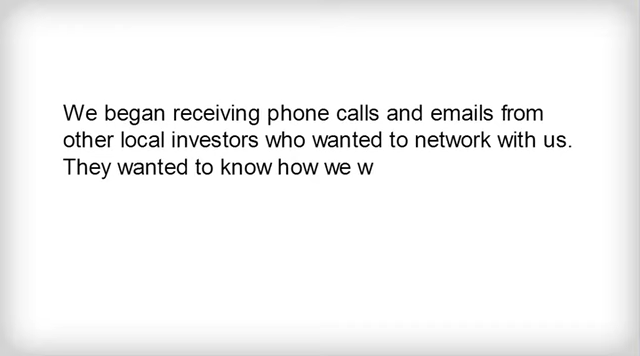 We began receiving phone calls and emails from
other local investors who wanted to network with us.
They wanted to know how we w